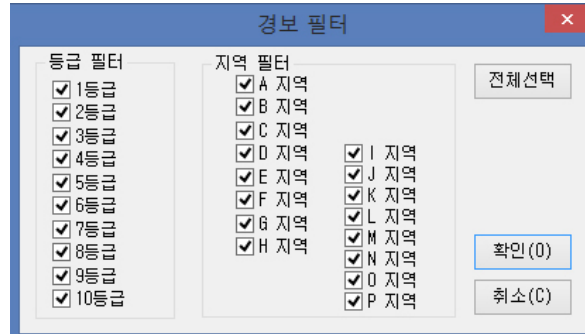 경보 필터
등급 필터
1등급
2등급
3등급
4등급
5등급
6등급
7등급
8등급
9등급
10등급
지역 필터
A 지역
B 지역
C 지역
D 지역
E 지역
F 지역
G 지역
H 지역
I 지역
J 지역
K 지역
L 지역
M 지역
N 지역
O 지역
P 지역
전체선택
확인(O)
취소(C)